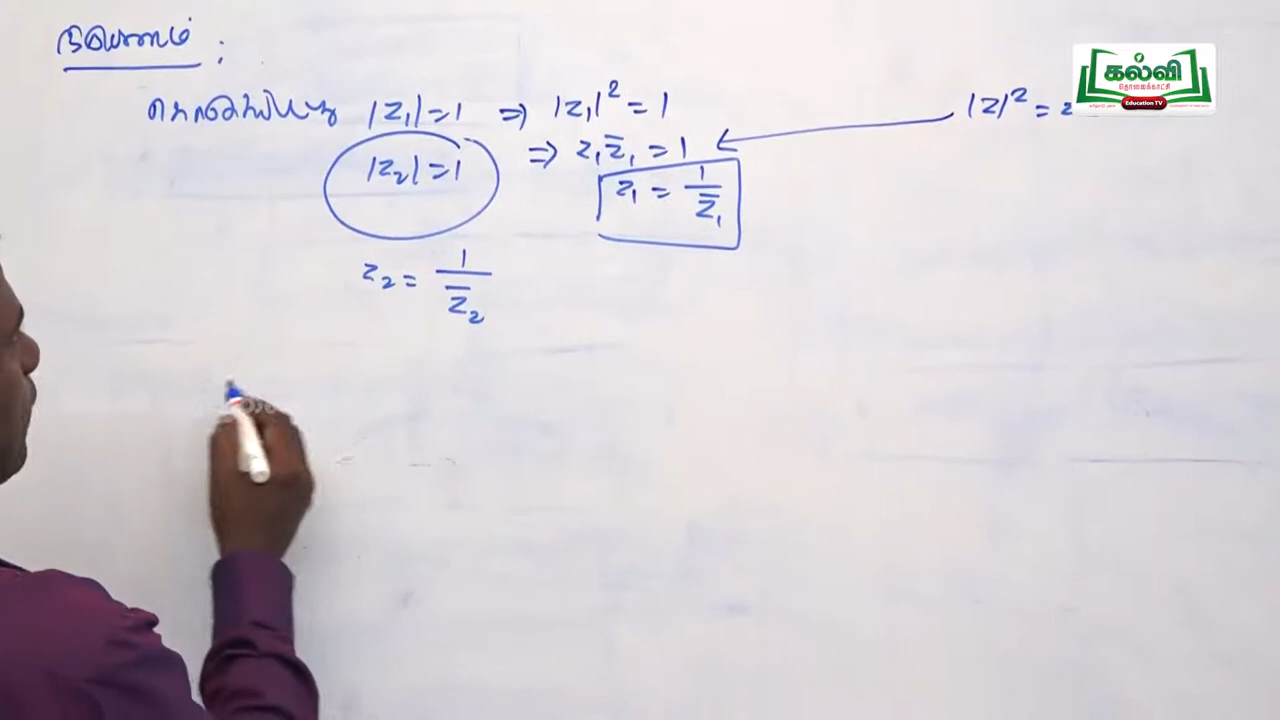 நிரூபணம் :
கொடுக்கப்பட்டது |z₁| = 1 ⇒ |z₁|² = 1
|z|² = z
|z₂| = 1 ⇒ z₁z̄₁ = 1
z₁ = 1/z̄₁
z₂ = 1/z̄₂
கல்வி
தொலைக்காட்சி
Education TV